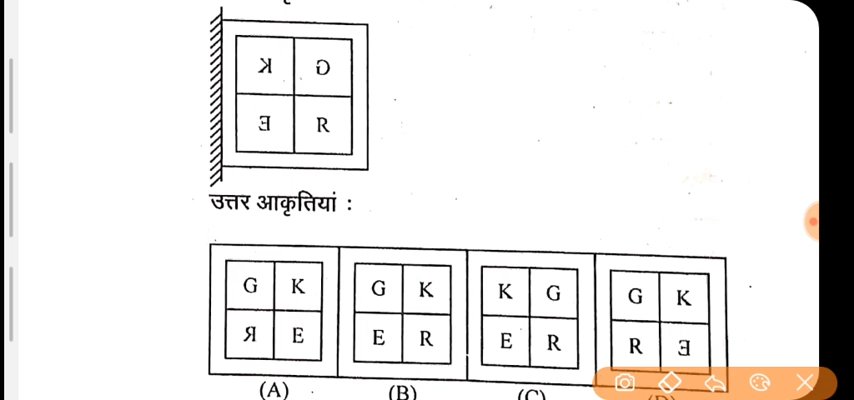 ꓘ Ꭾ
Ǝ R
उत्तर आकृतियां :
G K G K K G G K
Я E E R E R R Ǝ
(A) (B) (C)